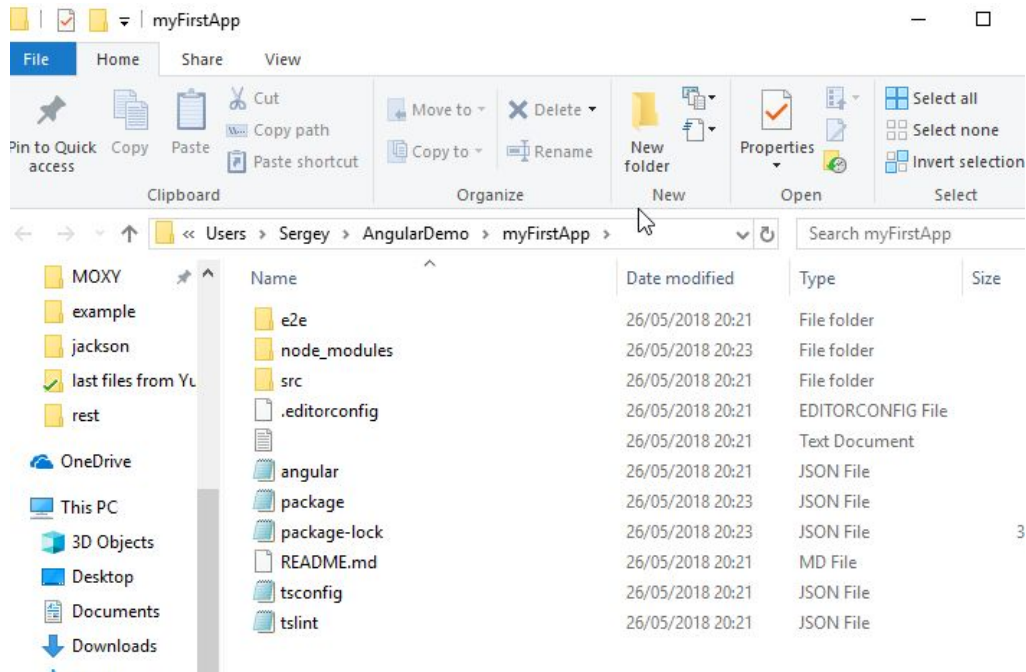 myFirstApp
File Home Share View
Pin to Quick access
Copy
Paste
Cut
Copy path
Paste shortcut
Clipboard
Move to
Copy to
Delete
Rename
Organize
New folder
New
Properties
Open
Select all
Select none
Invert selection
Select
« Users > Sergey > AngularDemo > myFirstApp >
Search myFirstApp
MOXY
example
jackson
last files from Yu
rest
OneDrive
This PC
3D Objects
Desktop
Documents
Downloads
Name Date modified Type Size
e2e 26/05/2018 20:21 File folder
node_modules 26/05/2018 20:23 File folder
src 26/05/2018 20:21 File folder
.editorconfig 26/05/2018 20:21 EDITORCONFIG File
26/05/2018 20:21 Text Document
angular 26/05/2018 20:21 JSON File
package 26/05/2018 20:23 JSON File
package-lock 26/05/2018 20:23 JSON File 3
README.md 26/05/2018 20:21 MD File
tsconfig 26/05/2018 20:21 JSON File
tslint 26/05/2018 20:21 JSON File